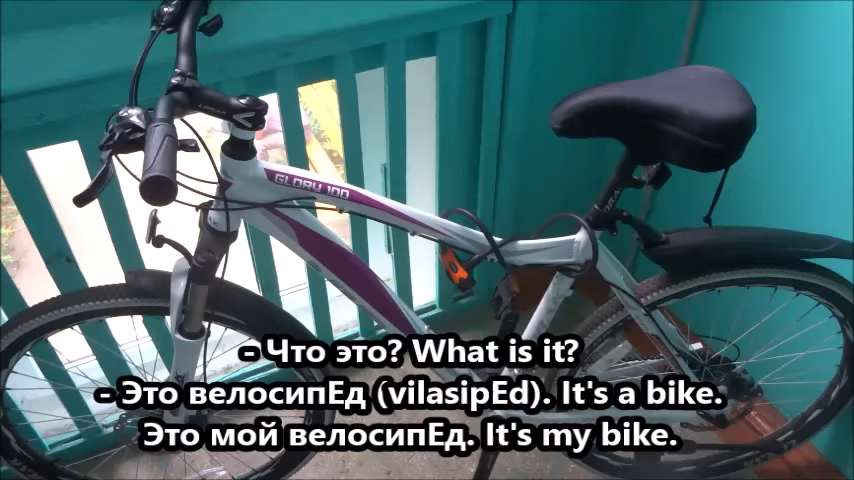 GLORY 100
- Что это? What is it?
- Это велосипЕд (vilasipEd). It's a bike.
Это мой велосипЕд. It's my bike.